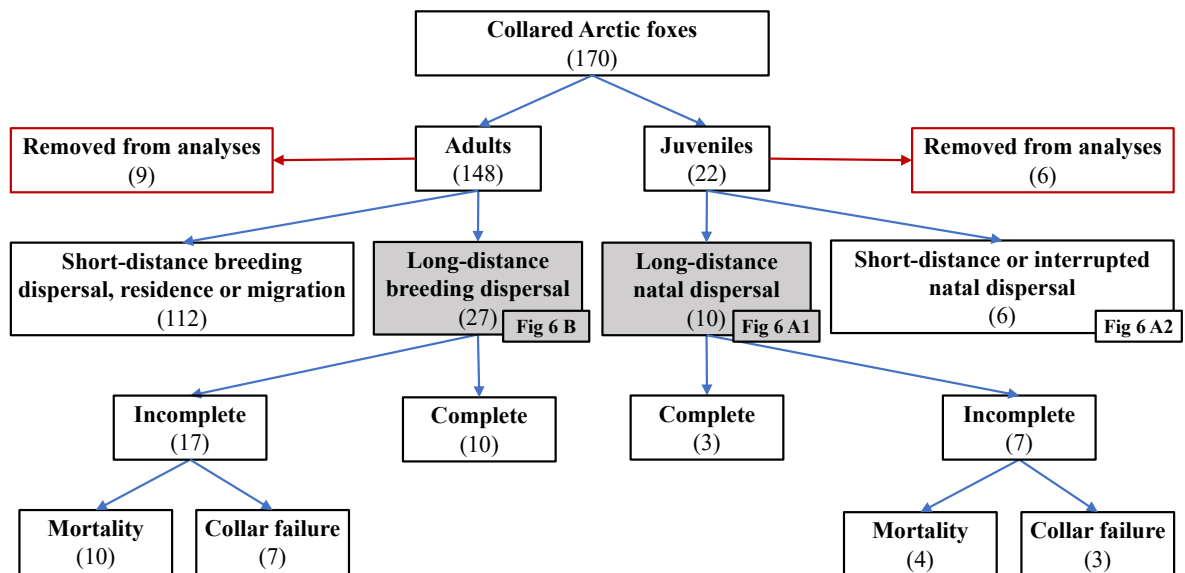 Collared Arctic foxes
(170)
Removed from analyses
(9)
Adults
(148)
Juveniles
(22)
Removed from analyses
(6)
Short-distance breeding
dispersal, residence or migration
(112)
Long-distance
breeding dispersal
(27)
Fig 6 B
Long-distance
natal dispersal
(10)
Fig 6 A1
Short-distance or interrupted
natal dispersal
(6)
Fig 6 A2
Incomplete
(17)
Complete
(10)
Complete
(3)
Incomplete
(7)
Mortality
(10)
Collar failure
(7)
Mortality
(4)
Collar failure
(3)